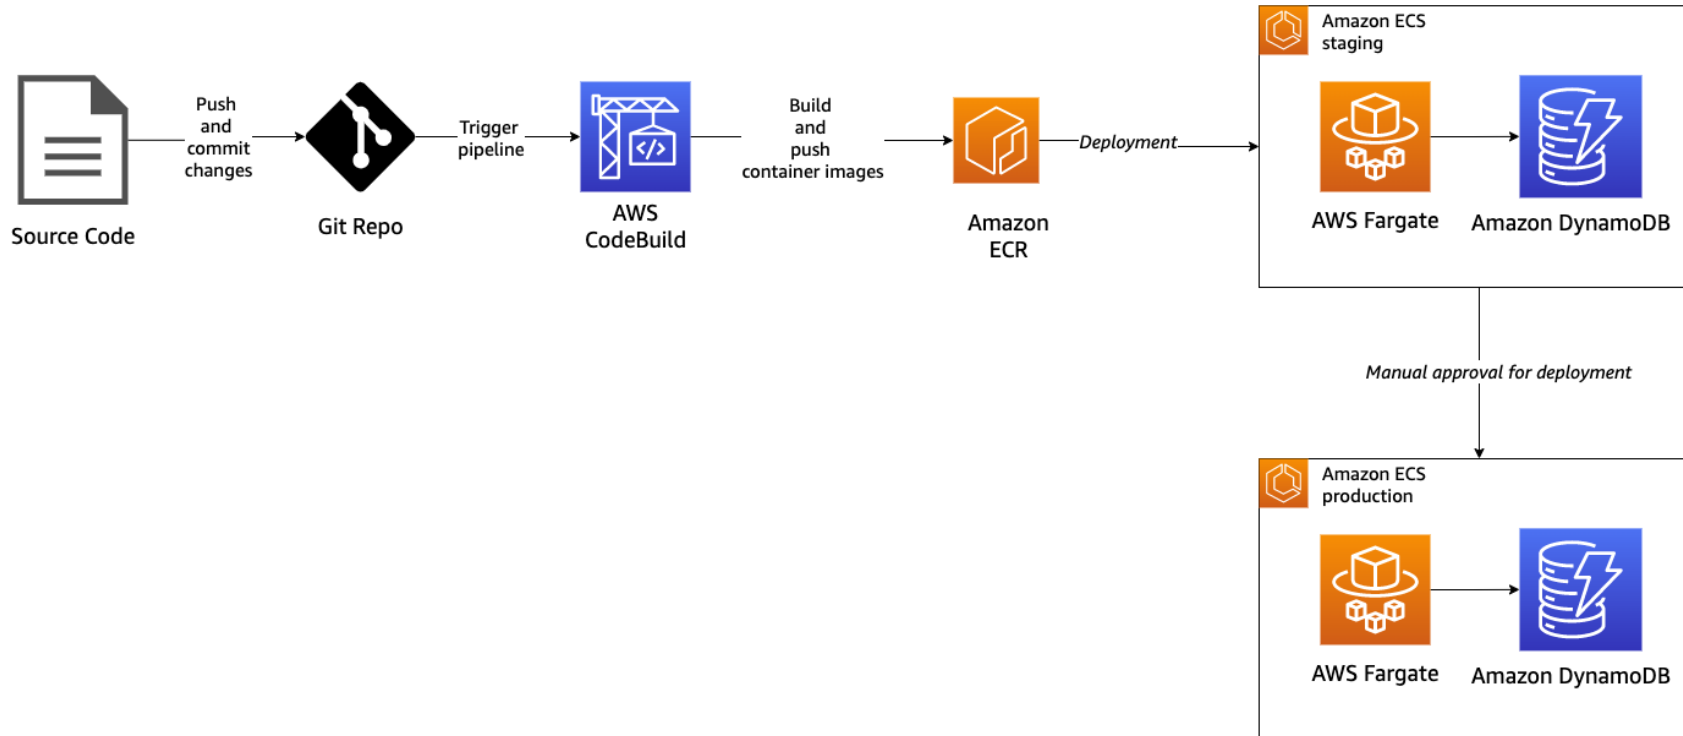 Amazon ECS
staging
Push
and
commit
changes
Trigger
pipeline
Build
and
push
container images
Deployment
</>
Source Code
Git Repo
AWS
CodeBuild
Amazon
ECR
AWS Fargate
Amazon DynamoDB
Manual approval for deployment
Amazon ECS
production
AWS Fargate
Amazon DynamoDB